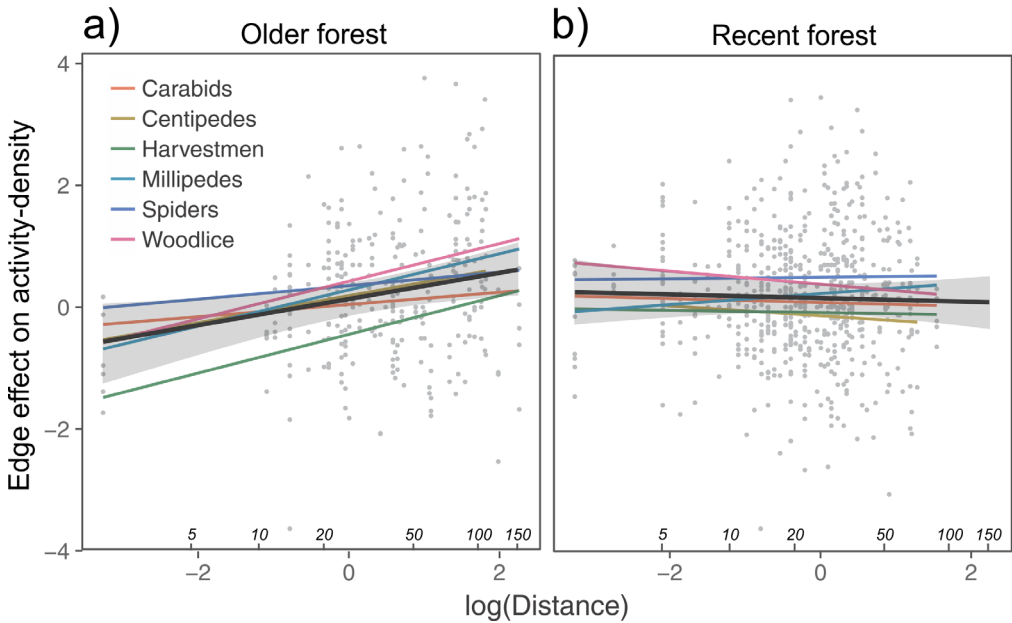 a) Older forest
b) Recent forest
Edge effect on activity-density
4
2
0
−2
−4
Carabids
Centipedes
Harvestmen
Millipedes
Spiders
Woodlice
5 10 20 50 100 150
5 10 20 50 100 150
−2 0 2
−2 0 2
log(Distance)